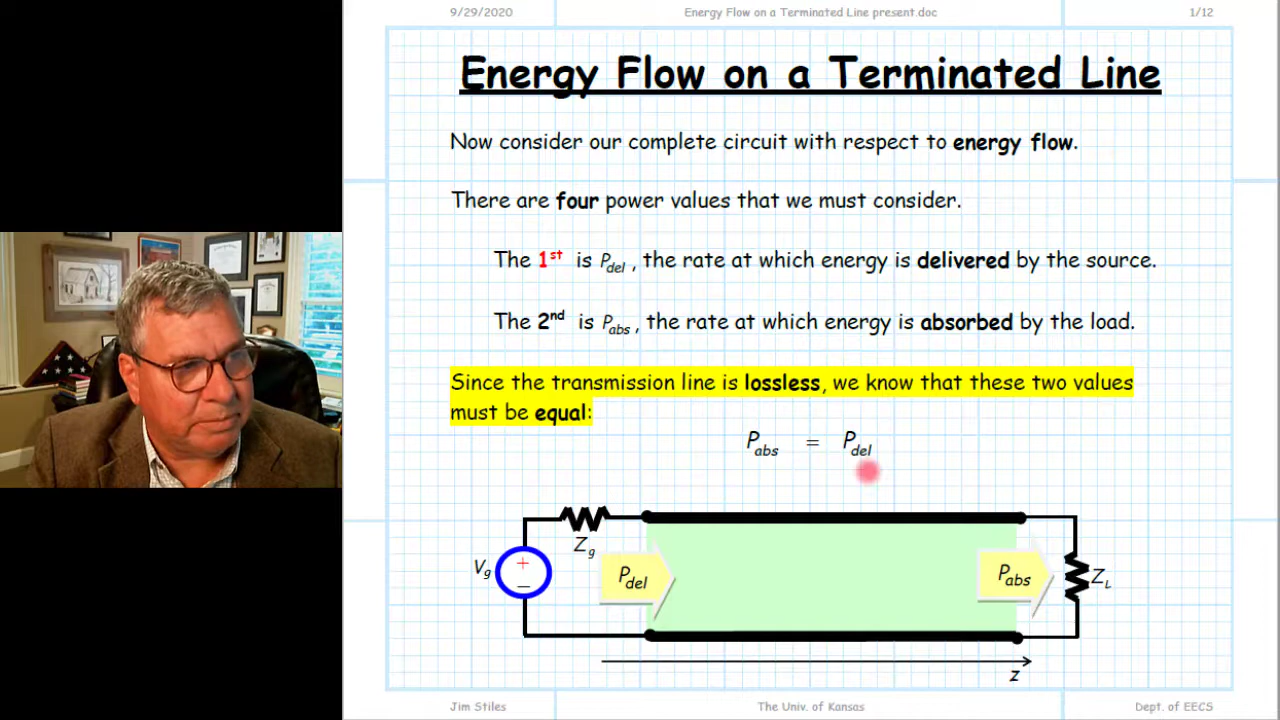 9/29/2020 Energy Flow on a Terminated Line present.doc 1/12
Energy Flow on a Terminated Line
Now consider our complete circuit with respect to energy flow.
There are four power values that we must consider.
The 1st is Pdel, the rate at which energy is delivered by the source.
The 2nd is Pabs, the rate at which energy is absorbed by the load.
Since the transmission line is lossless, we know that these two values
must be equal:
Pabs = Pdel
Zg
Vg
+
−
Pdel
Pabs
ZL
z
Jim Stiles The Univ. of Kansas Dept. of EECS